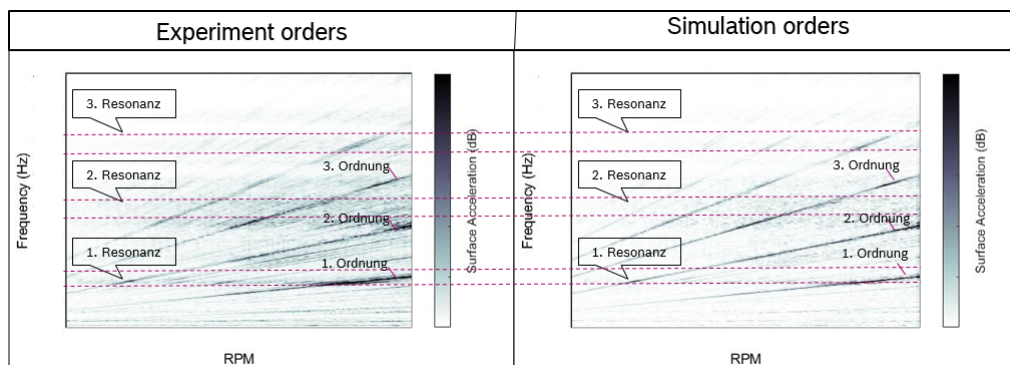 Experiment orders
Simulation orders
3. Resonanz
2. Resonanz
1. Resonanz
3. Ordnung
2. Ordnung
1. Ordnung
Frequency (Hz)
RPM
Surface Acceleration (dB)
3. Resonanz
2. Resonanz
1. Resonanz
3. Ordnung
2. Ordnung
1. Ordnung
Frequency (Hz)
RPM
Surface Acceleration (dB)